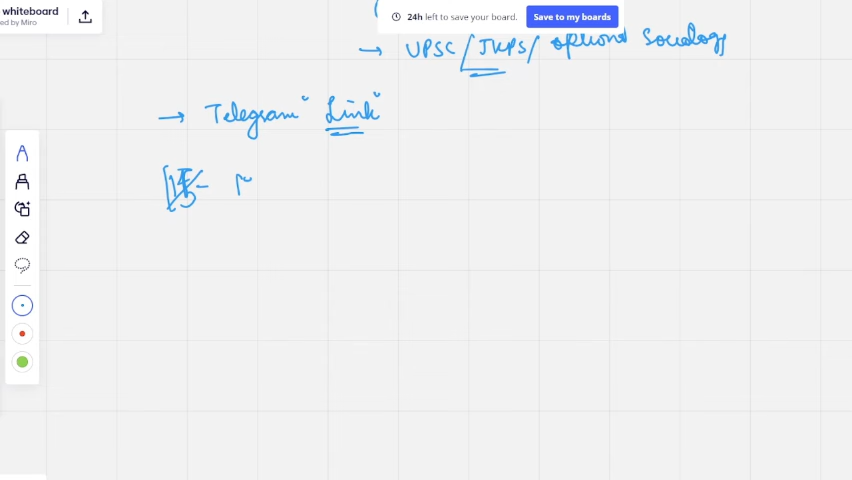 whiteboard
ed by Miro
24h left to save your board.
Save to my boards
→ UPSC / JKPS / optional Sociology
→ Telegram "Link"